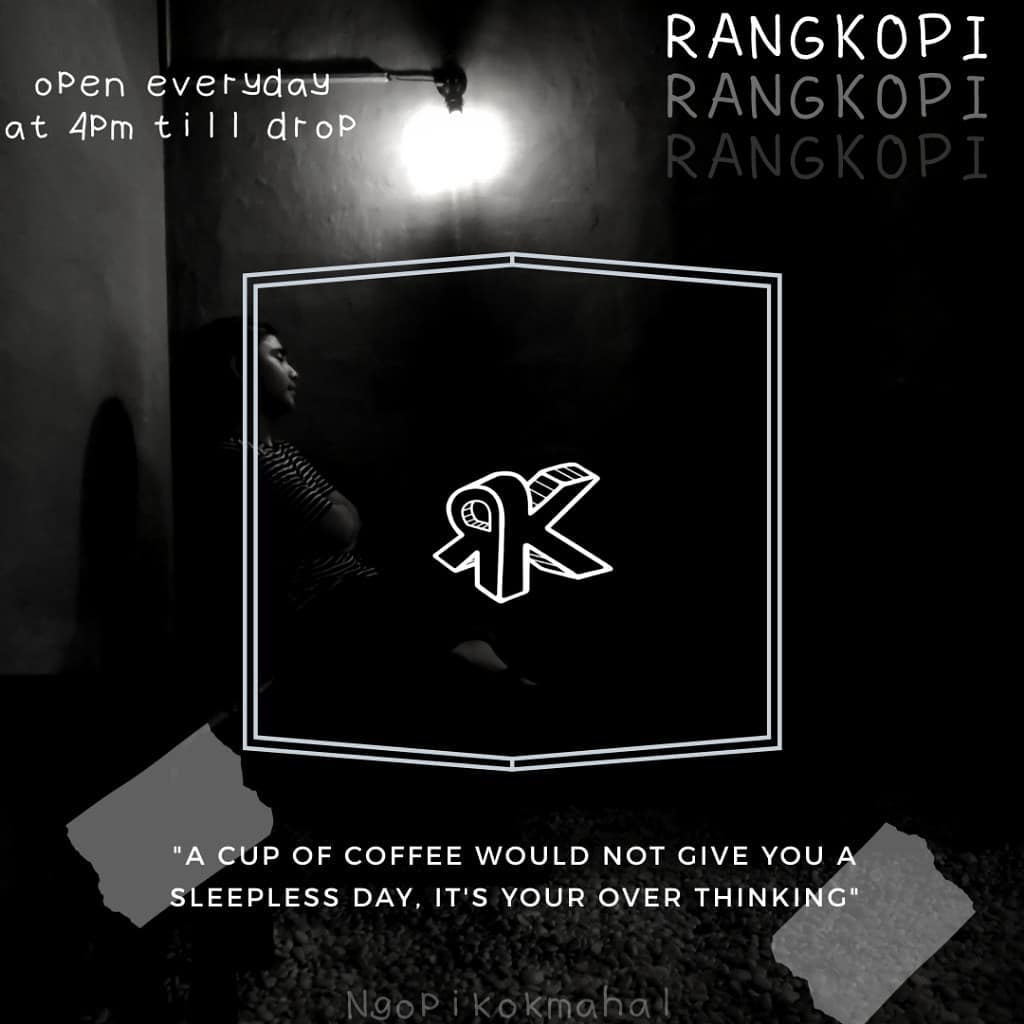 open everyday
at 4pm till drop
RANGKOPI
RANGKOPI
RANGKOPI
RK
"A CUP OF COFFEE WOULD NOT GIVE YOU A
SLEEPLESS DAY, IT'S YOUR OVER THINKING"
Ngopikokmahal